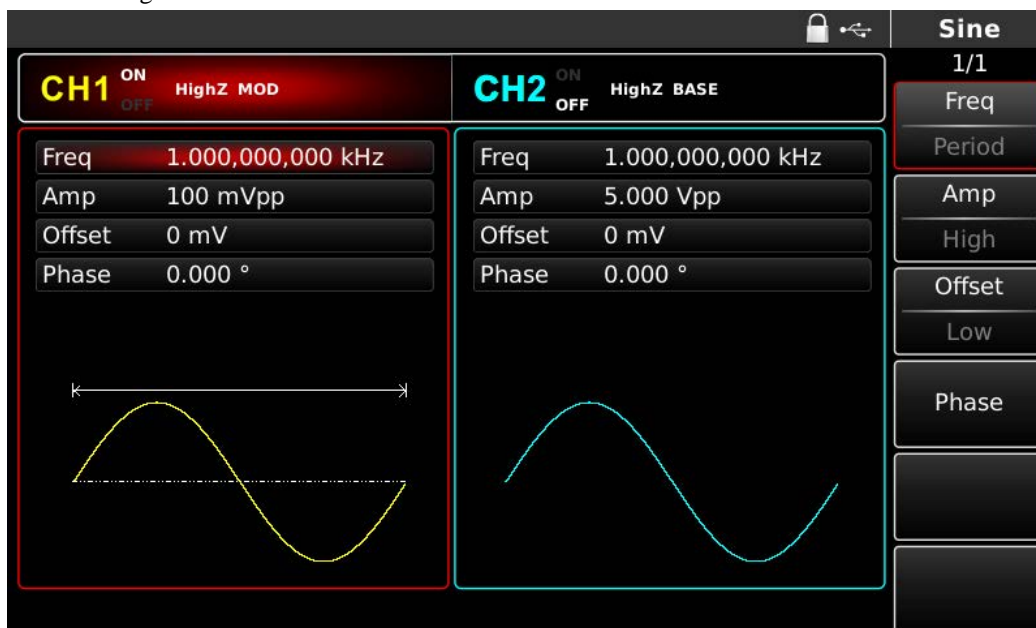 Sine
1/1
CH1 ON OFF HighZ MOD
CH2 ON OFF HighZ BASE
Freq 1.000,000,000 kHz
Amp 100 mVpp
Offset 0 mV
Phase 0.000 °
Freq 1.000,000,000 kHz
Amp 5.000 Vpp
Offset 0 mV
Phase 0.000 °
Freq
Period
Amp
High
Offset
Low
Phase